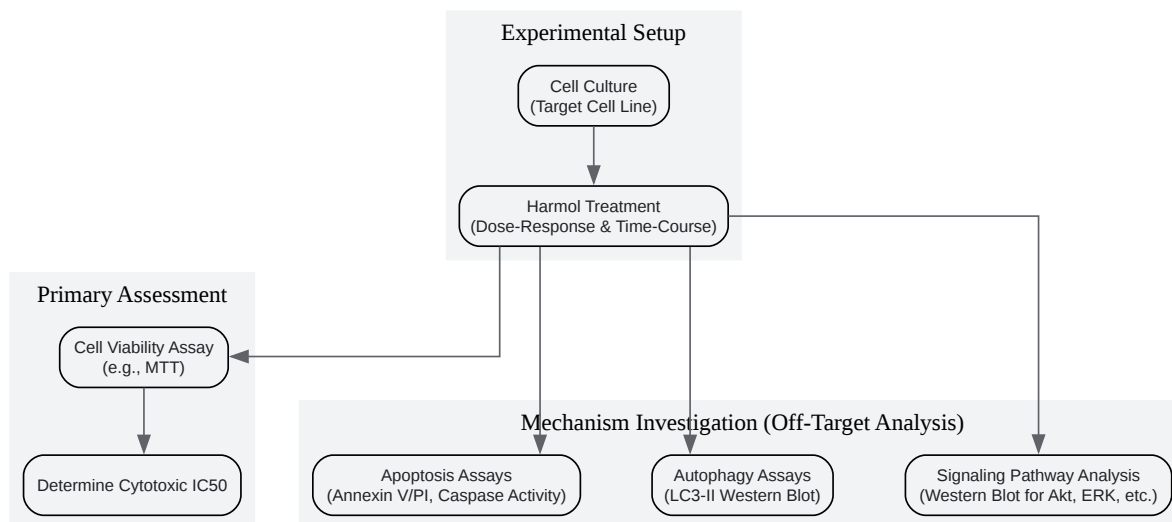 Experimental Setup
Cell Culture
(Target Cell Line)
Harmol Treatment
(Dose-Response & Time-Course)
Primary Assessment
Cell Viability Assay
(e.g., MTT)
Determine Cytotoxic IC50
Mechanism Investigation (Off-Target Analysis)
Apoptosis Assays
(Annexin V/PI, Caspase Activity)
Autophagy Assays
(LC3-II Western Blot)
Signaling Pathway Analysis
(Western Blot for Akt, ERK, etc.)